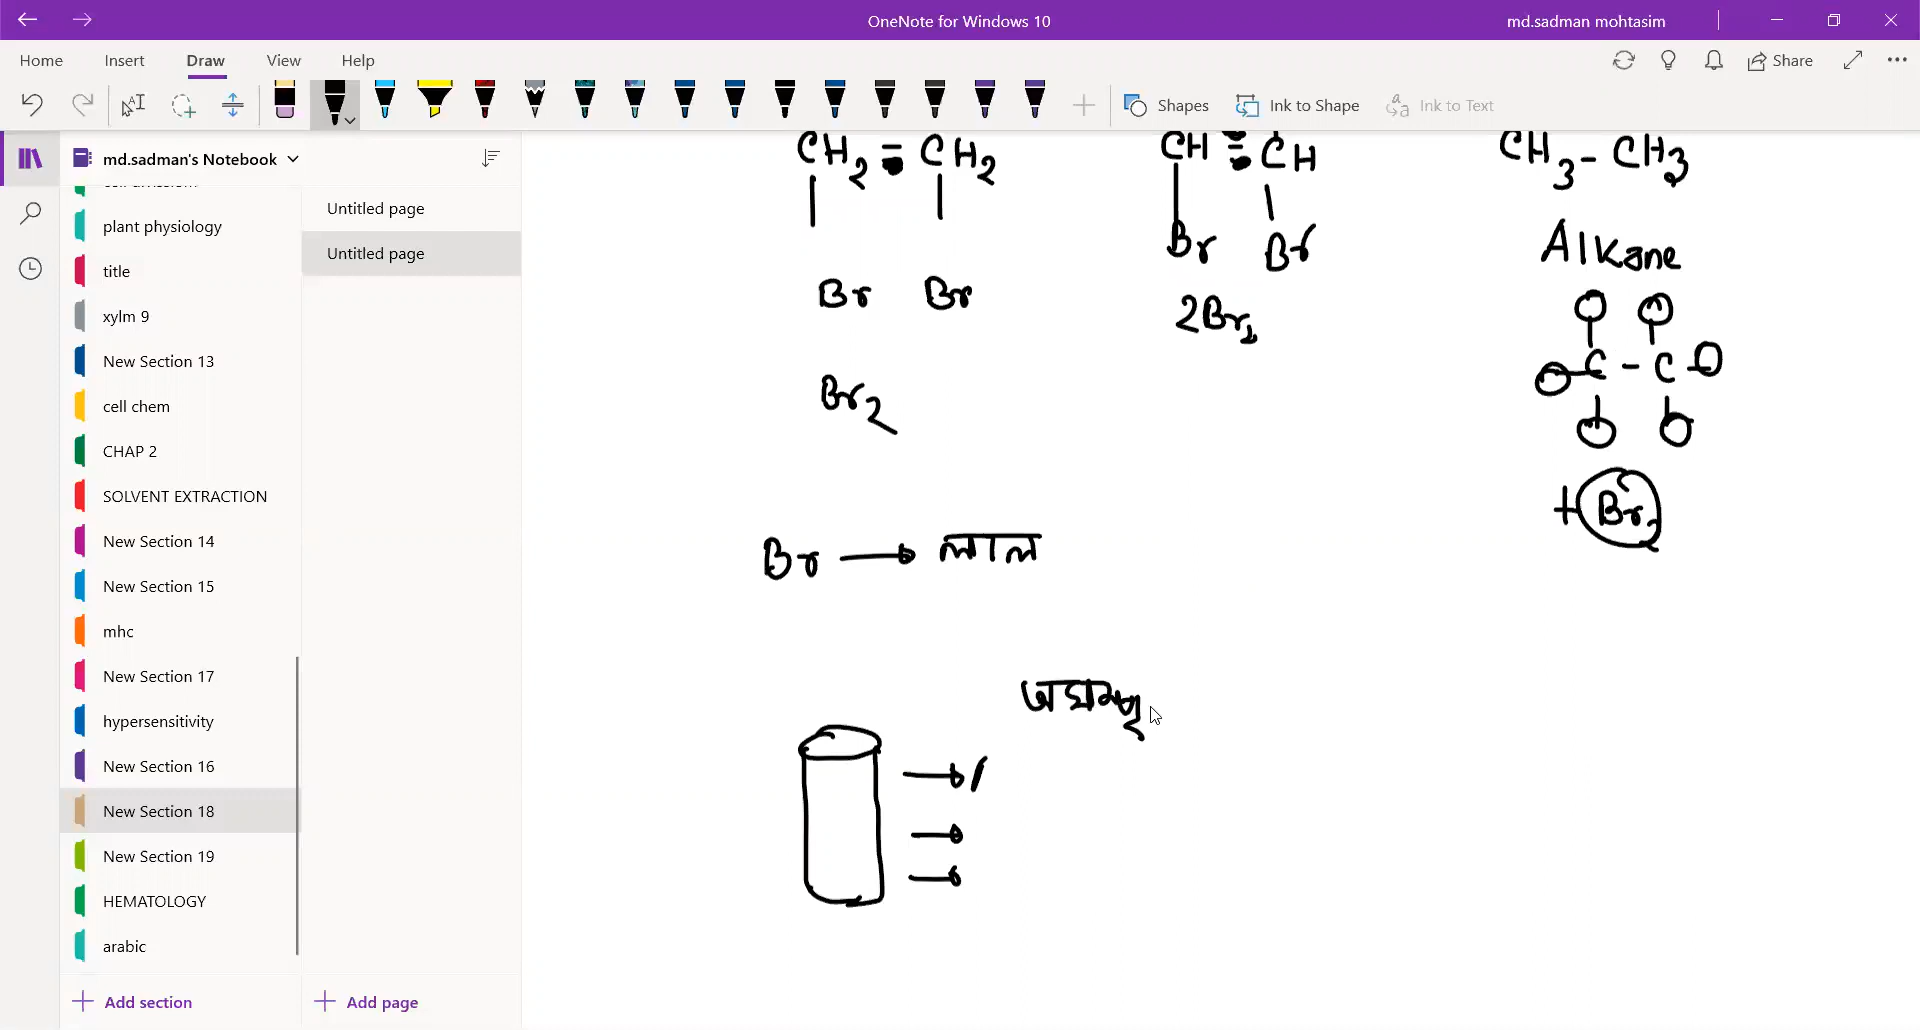 OneNote for Windows 10
md.sadman mohtasim
Home Insert Draw View Help
Share
Shapes Ink to Shape Ink to Text
md.sadman's Notebook
plant physiology
title
xylm 9
New Section 13
cell chem
CHAP 2
SOLVENT EXTRACTION
New Section 14
New Section 15
mhc
New Section 17
hypersensitivity
New Section 16
New Section 18
New Section 19
HEMATOLOGY
arabic
Add section
Untitled page
Untitled page
Add page
CH2 = CH2
Br Br
Br2
CH = CH
Br Br
2Br2
CH3 - CH3
Alkane
C - C
+ Br2
Br → লাল